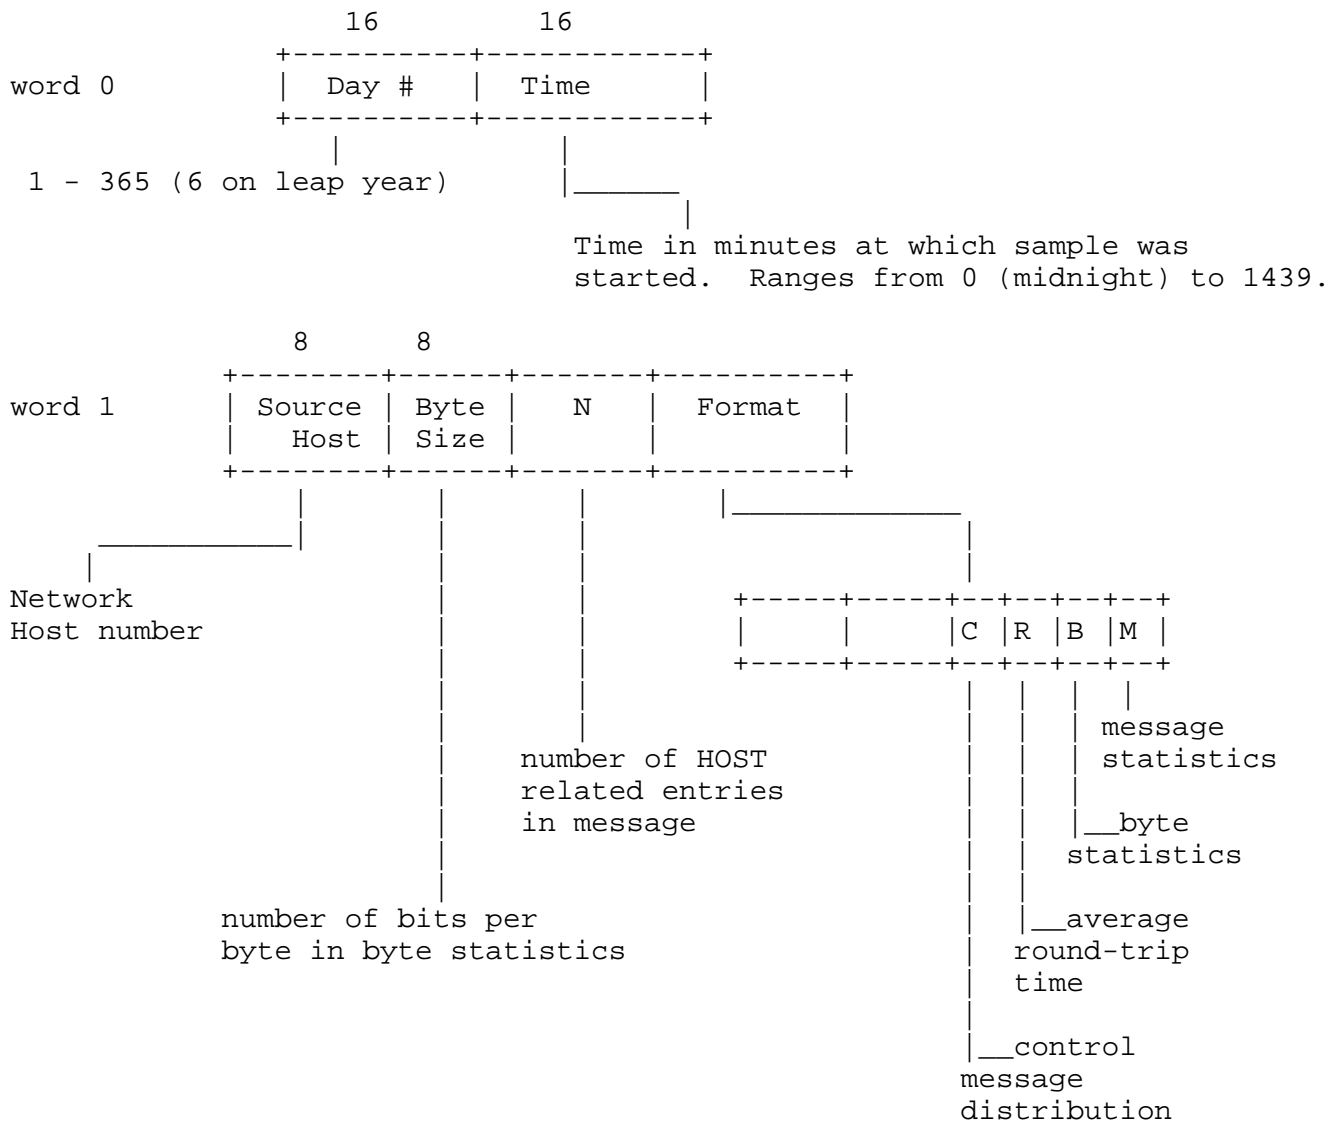 16 16
word 0 Day # Time
1 - 365 (6 on leap year)
Time in minutes at which sample was
started. Ranges from 0 (midnight) to 1439.
8 8
word 1 Source Byte N Format
Host Size
Network
Host number
C R B M
message
statistics
number of HOST
related entries
in message
byte
statistics
number of bits per
byte in byte statistics
average
round-trip
time
control
message
distribution